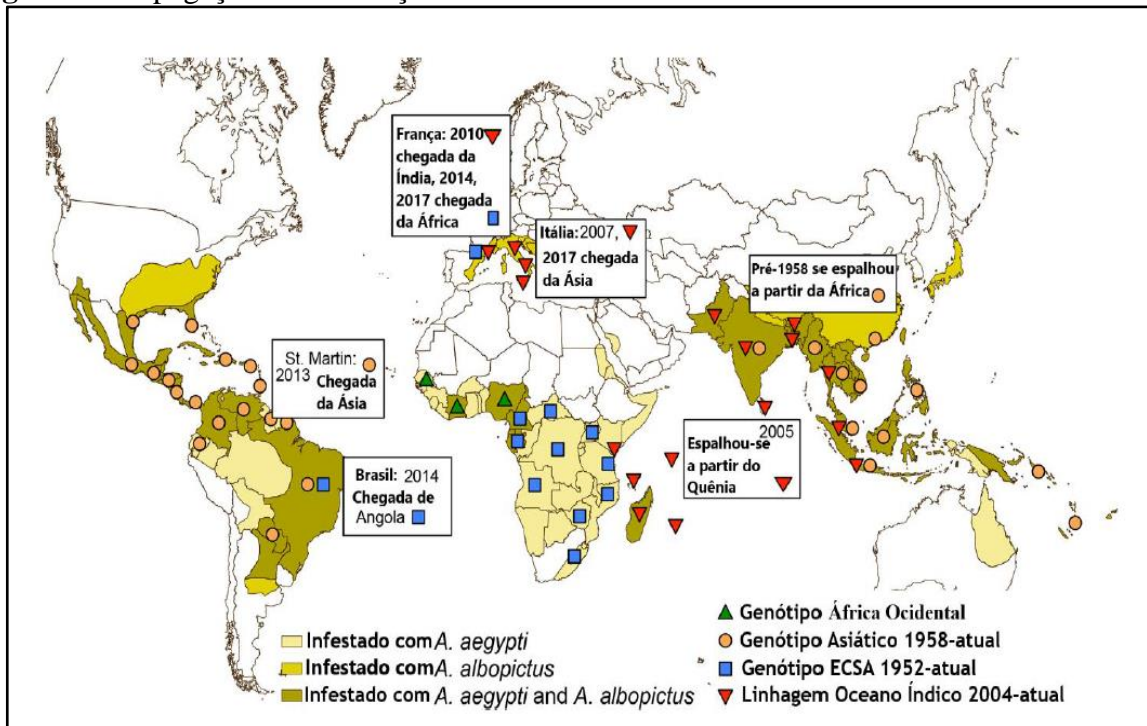 França: 2010
chegada da
Índia, 2014,
2017 chegada
da África
Itália: 2007,
2017 chegada
da Ásia
Pré-1958 se espalhou
a partir da África
St. Martin:
2013 Chegada
da Ásia
2005
Espalhou-se
a partir do
Quênia
Brasil: 2014
Chegada de
Angola
Infestado com A. aegypti
Infestado com A. albopictus
Infestado com A. aegypti and A. albopictus
Genótipo África Ocidental
Genótipo Asiático 1958-atual
Genótipo ECSA 1952-atual
Linhagem Oceano Índico 2004-atual